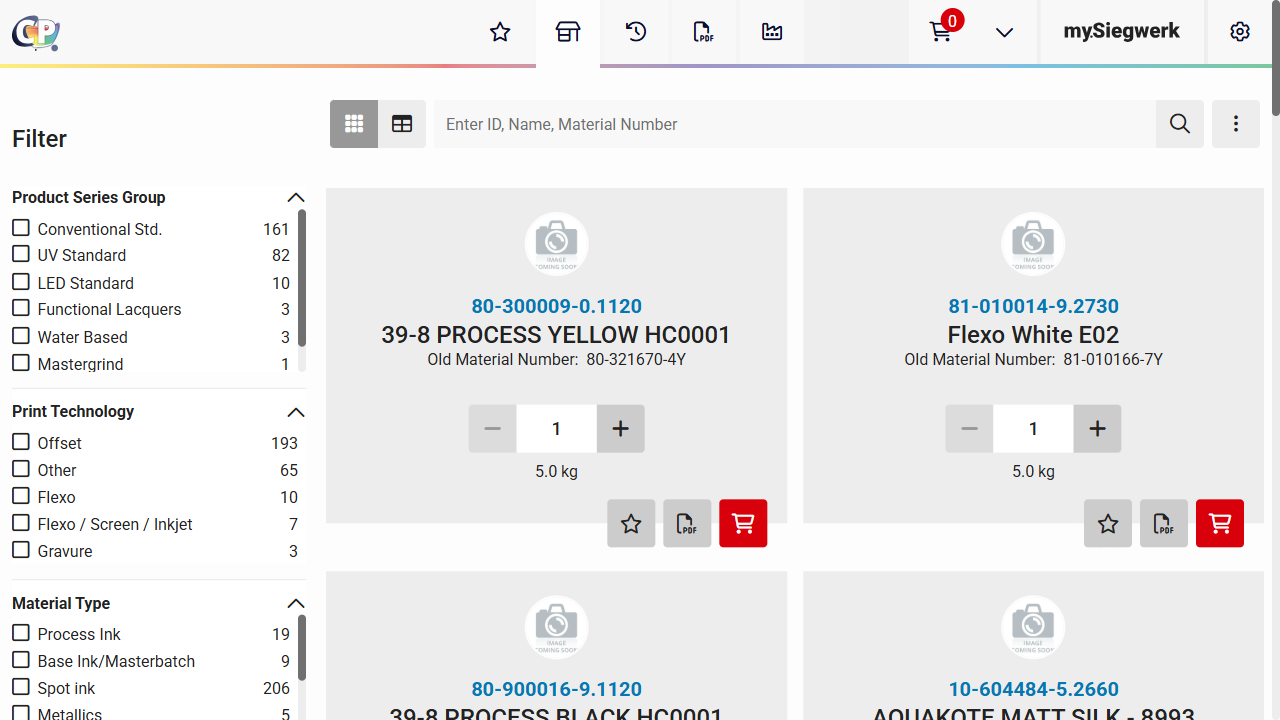 CP
PDF
0
mySiegwerk
Filter
Enter ID, Name, Material Number
Product Series Group
Conventional Std. 161
UV Standard 82
LED Standard 10
Functional Lacquers 3
Water Based 3
Mastergrind 1
Print Technology
Offset 193
Other 65
Flexo 10
Flexo / Screen / Inkjet 7
Gravure 3
Material Type
Process Ink 19
Base Ink/Masterbatch 9
Spot ink 206
Metallics 5
IMAGE
COMING SOON
80-300009-0.1120
39-8 PROCESS YELLOW HC0001
Old Material Number: 80-321670-4Y
1
5.0 kg
PDF
IMAGE
COMING SOON
81-010014-9.2730
Flexo White E02
Old Material Number: 81-010166-7Y
1
5.0 kg
PDF
IMAGE
COMING SOON
80-900016-9.1120
39-8 PROCESS BLACK HC0001
IMAGE
COMING SOON
10-604484-5.2660
AQUAKOTE MATT SILK - 8993